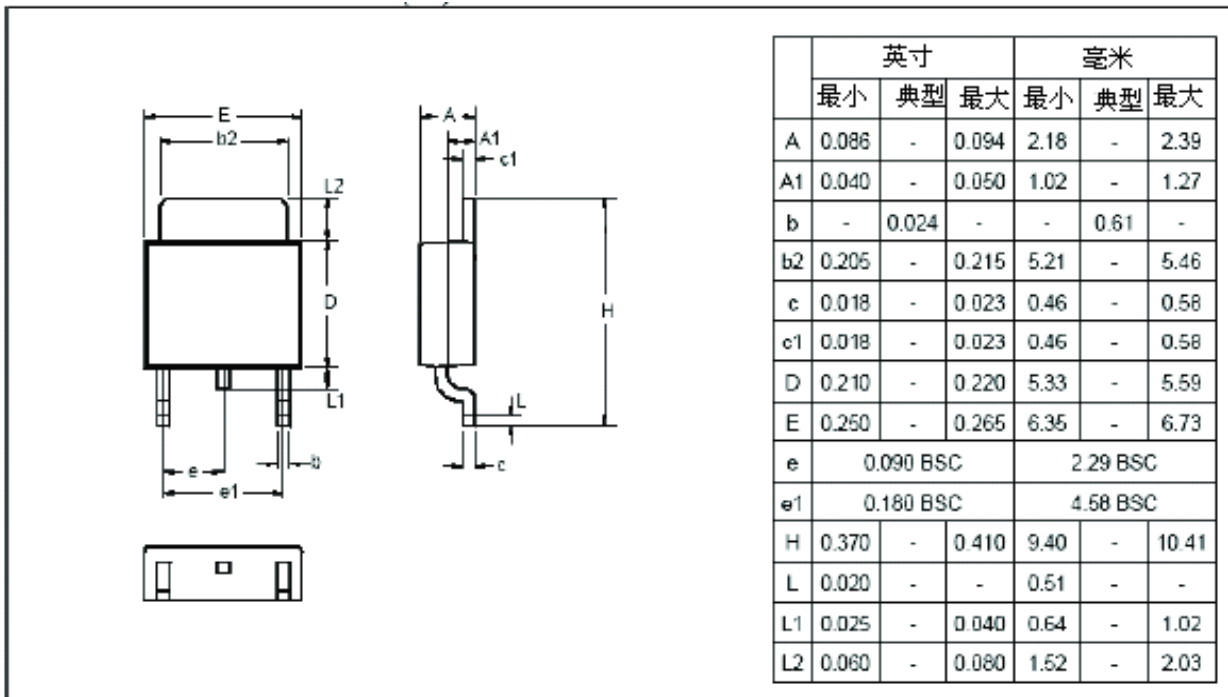 E
b2
L2
D
L1
e
b
e1
A
A1
c1
H
L
c
英寸 毫米
最小 典型 最大 最小 典型 最大
A 0.086 - 0.094 2.18 - 2.39
A1 0.040 - 0.050 1.02 - 1.27
b - 0.024 - - 0.61 -
b2 0.205 - 0.215 5.21 - 5.46
c 0.018 - 0.023 0.46 - 0.58
c1 0.018 - 0.023 0.46 - 0.58
D 0.210 - 0.220 5.33 - 5.59
E 0.250 - 0.265 6.35 - 6.73
e 0.090 BSC 2.29 BSC
e1 0.180 BSC 4.58 BSC
H 0.370 - 0.410 9.40 - 10.41
L 0.020 - - 0.51 - -
L1 0.025 - 0.040 0.64 - 1.02
L2 0.060 - 0.080 1.52 - 2.03